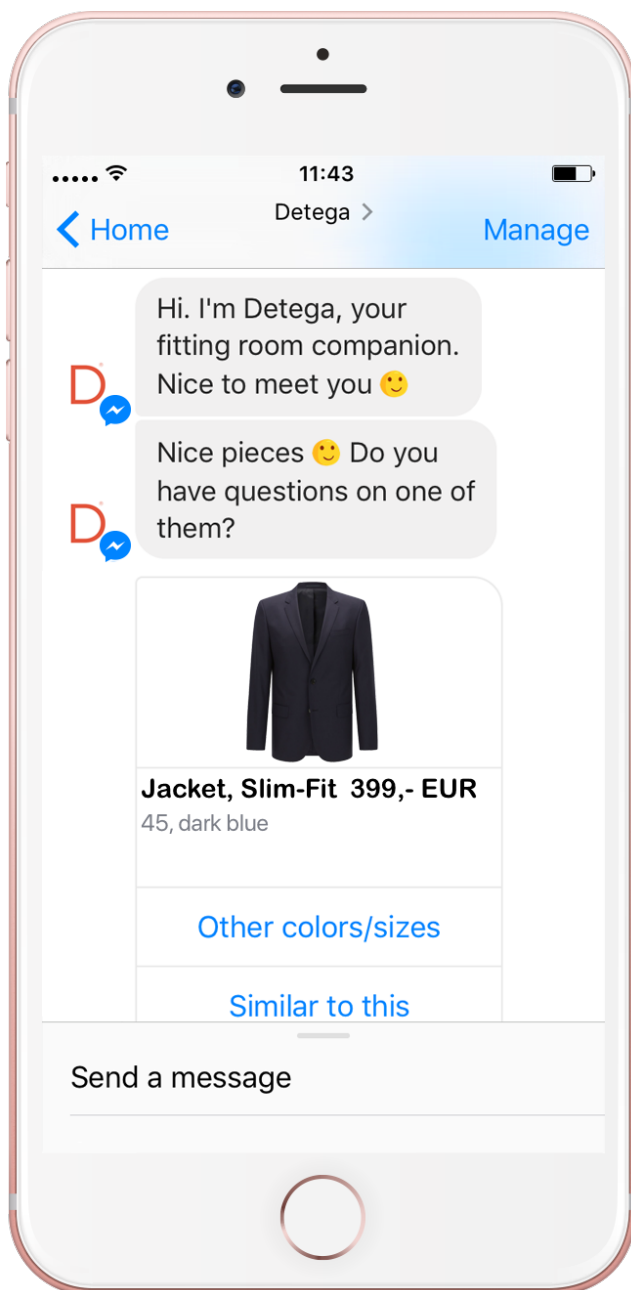 11:43
Detega >
< Home
Manage
Hi. I'm Detega, your
fitting room companion.
Nice to meet you 🙂
D
Nice pieces 🙂 Do you
have questions on one of
them?
D
Jacket, Slim-Fit 399,- EUR
45, dark blue
Other colors/sizes
Similar to this
Send a message